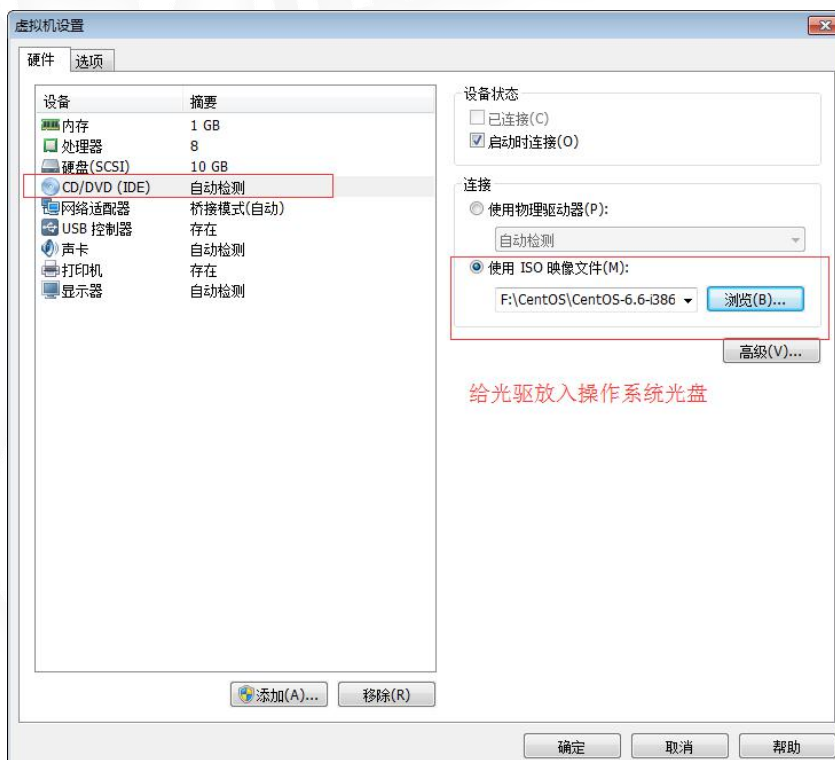 虚拟机设置
硬件 选项
设备 摘要
内存 1 GB
处理器 8
硬盘(SCSI) 10 GB
CD/DVD (IDE) 自动检测
网络适配器 桥接模式(自动)
USB 控制器 存在
声卡 自动检测
打印机 存在
显示器 自动检测
添加(A)... 移除(R)
设备状态
已连接(C)
启动时连接(O)
连接
使用物理驱动器(P):
自动检测
使用 ISO 映像文件(M):
F:\CentOS\CentOS-6.6-i386 浏览(B)...
高级(V)...
给光驱放入操作系统光盘
确定 取消 帮助